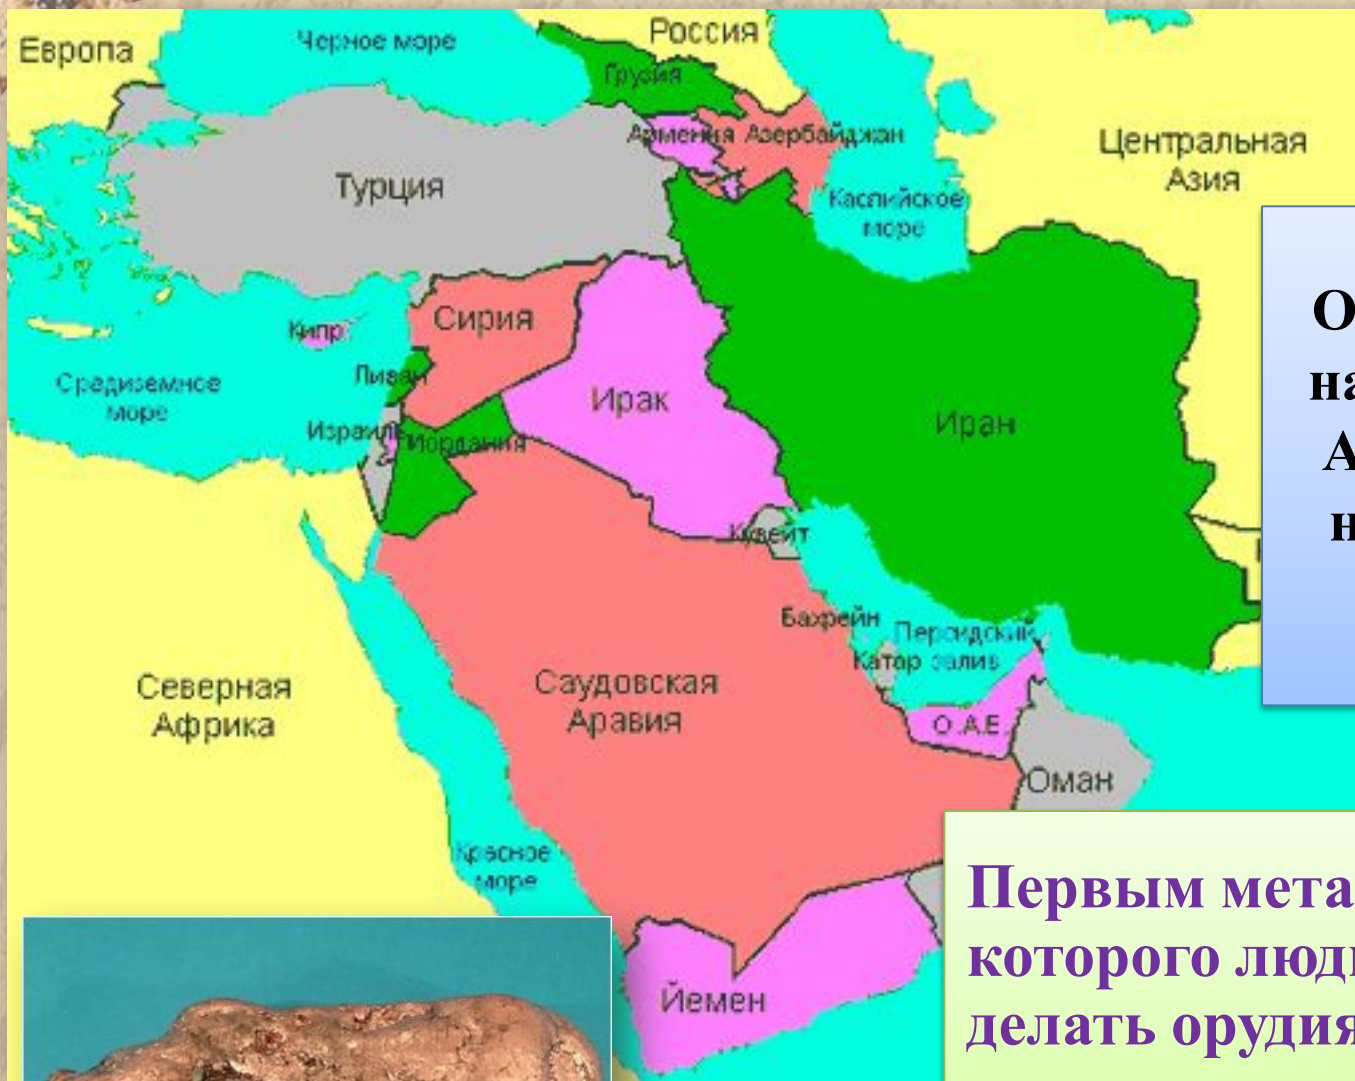 Европа
Черное море
Россия
Грузия
Армения
Азербайджан
Центральная
Азия
Турция
Каспийское
море
Кипр
Сирия
Средиземное
море
Ливан
Израиль
Иордания
Ирак
Иран
Кувейт
Бахрейн
Персидский
Катар залив
Северная
Африка
Саудовская
Аравия
О.А.Е.
Оман
Красное
море
Йемен
О
на
А
н
Первым мета
которого люд
делать орудия